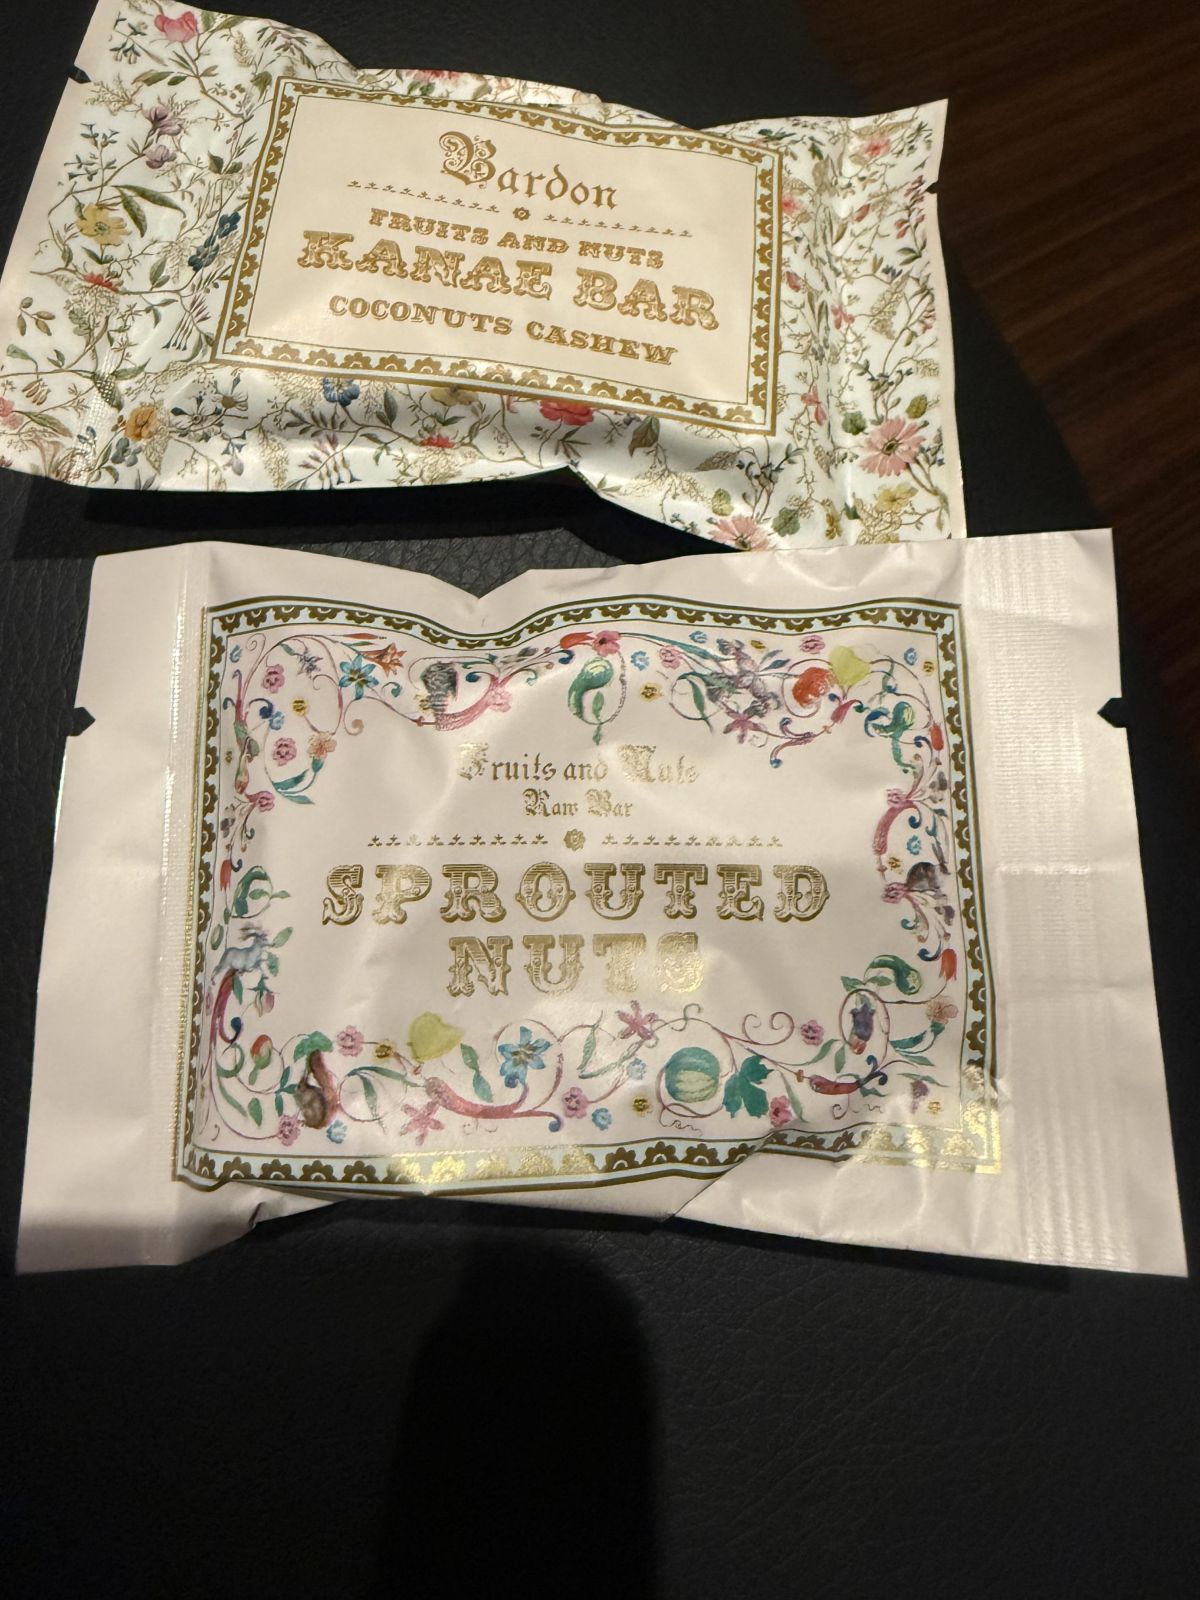 Bardon
FRUITS AND NUTS
KANAE BAR
COCONUTS CASHEW
Fruits and Nuts
Raw Bar
SPROUTED
NUTS